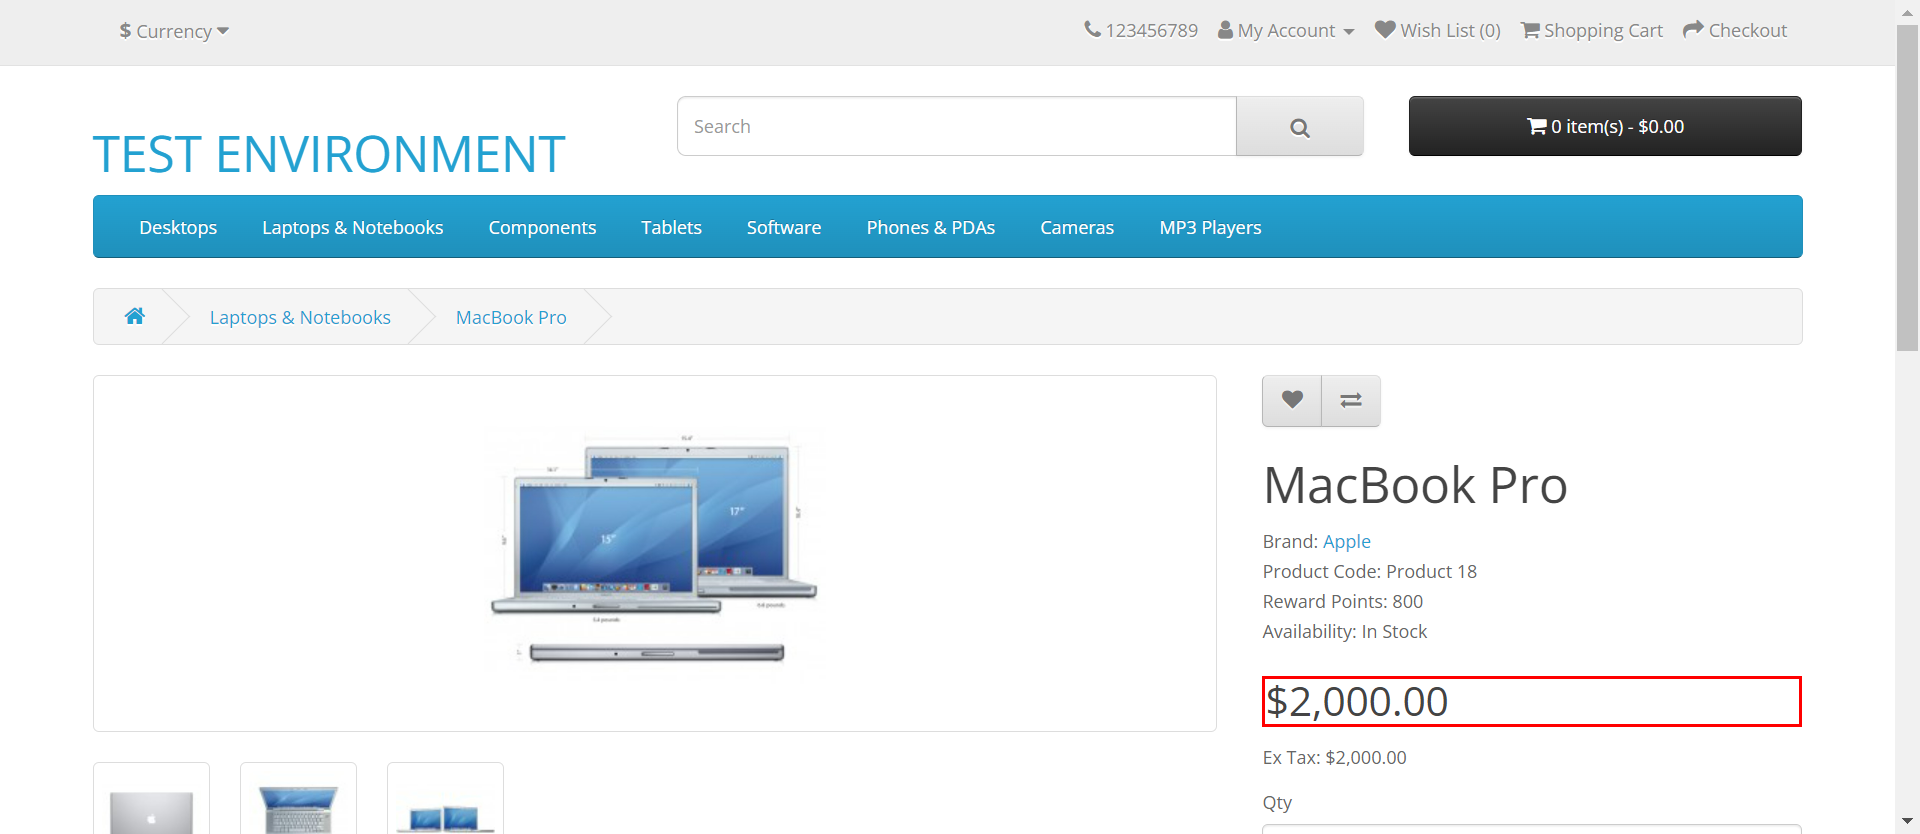 $ Currency
123456789 My Account Wish List (0) Shopping Cart Checkout
TEST ENVIRONMENT
Search
0 item(s) - $0.00
Desktops Laptops & Notebooks Components Tablets Software Phones & PDAs Cameras MP3 Players
Laptops & Notebooks MacBook Pro
17"
15"
MacBook Pro
Brand: Apple
Product Code: Product 18
Reward Points: 800
Availability: In Stock
$2,000.00
Ex Tax: $2,000.00
Qty